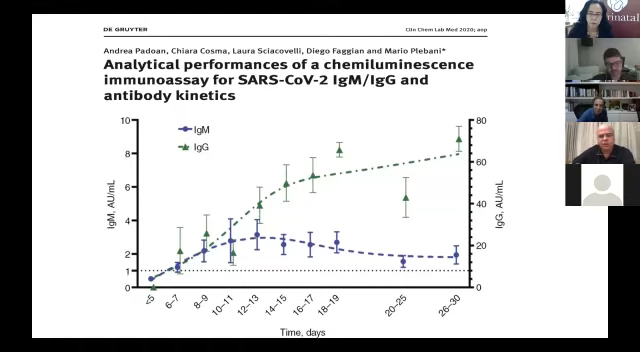 DE GRUYTER
Clin Chem Lab Med 2020; aop
Andrea Padoan, Chiara Cosma, Laura Sciacovelli, Diego Faggian and Mario Plebani*
Analytical performances of a chemiluminescence
immunoassay for SARS-CoV-2 IgM/IgG and
antibody kinetics
IgM
IgG
10
8
6
4
2
1
0
IgM, AU/mL
80
60
40
20
0
IgG, AU/mL
<5
6–7
8–9
10–11
12–13
14–15
16–17
18–19
20–25
26–30
Time, days